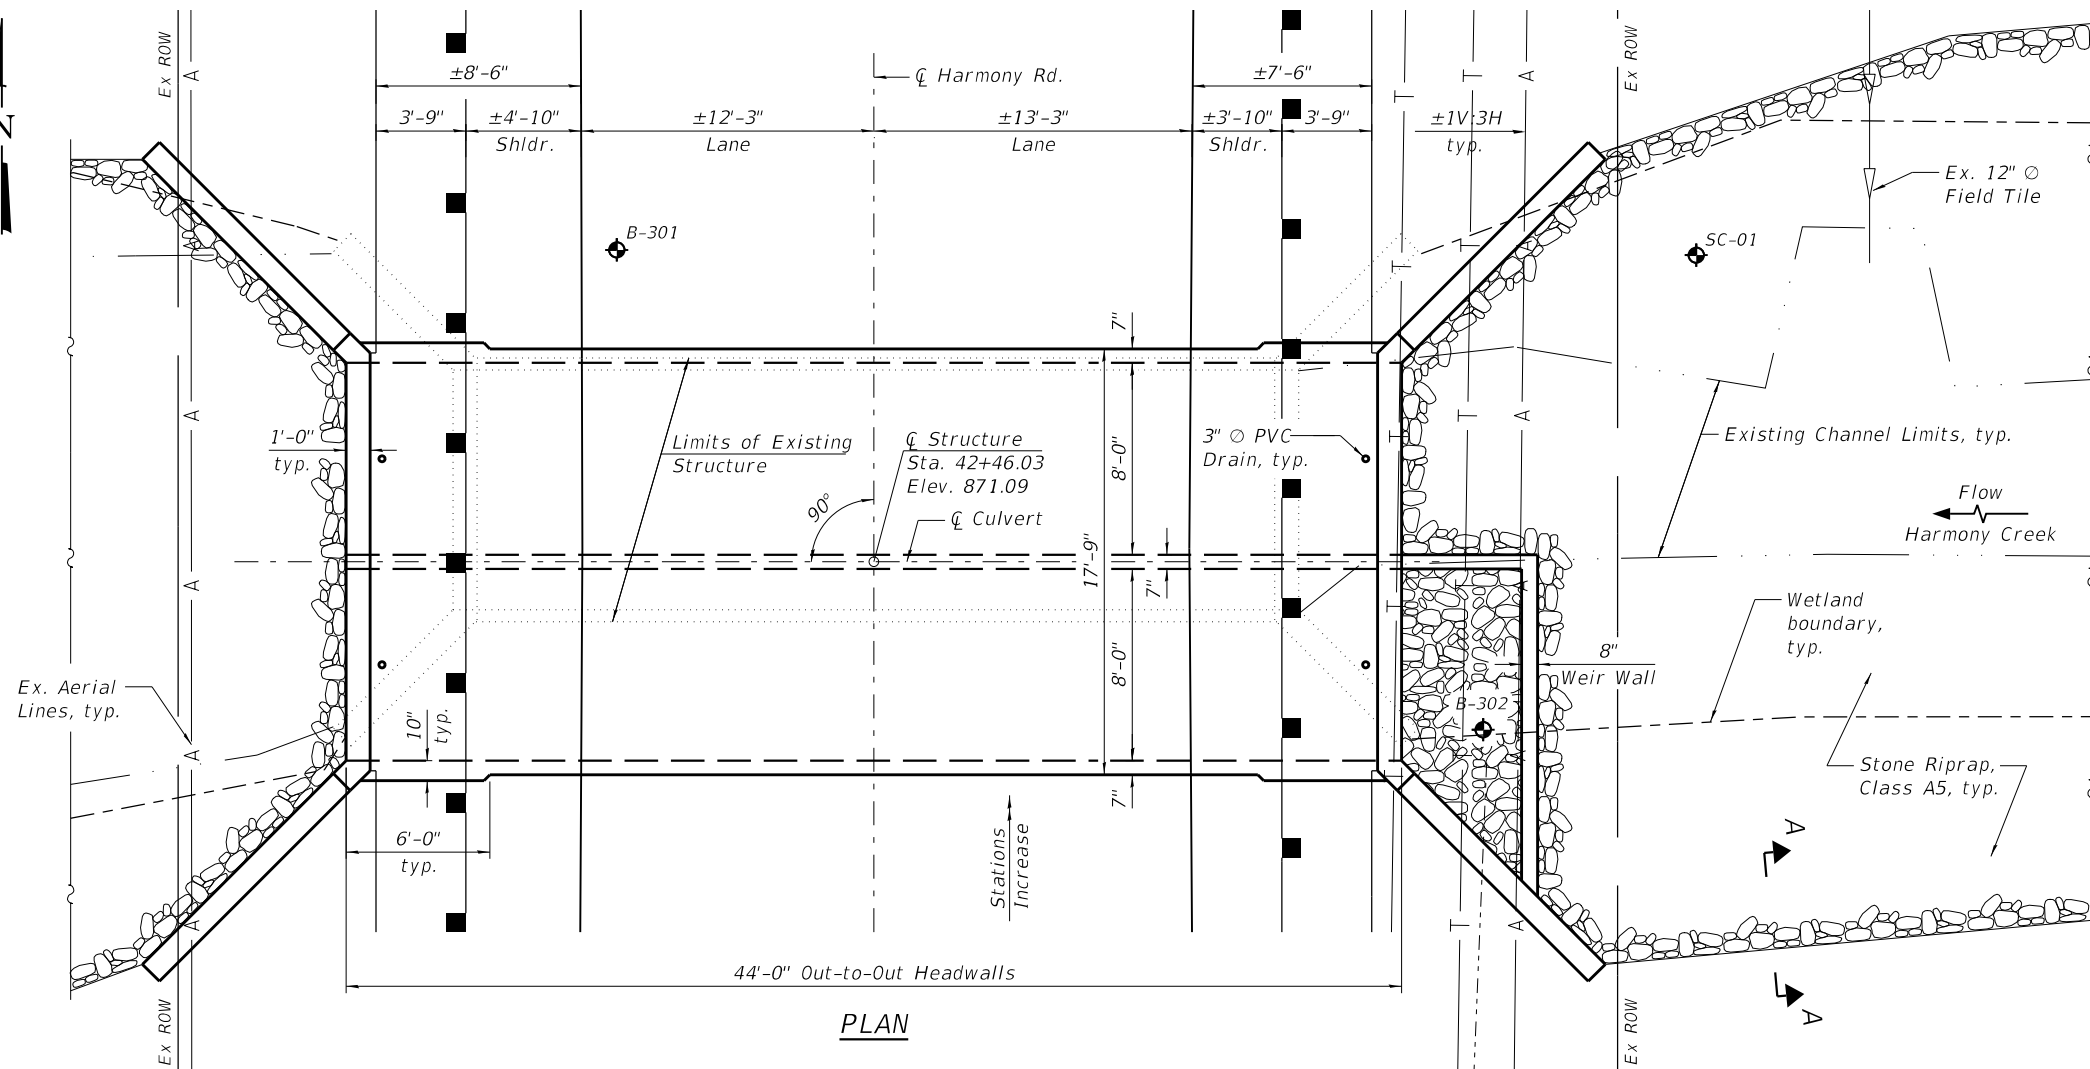 Ex ROW
A
±8'-6"
℄ Harmony Rd.
±7'-6"
T
T
A
Ex ROW
3'-9"
±4'-10"
Shldr.
±12'-3"
Lane
±13'-3"
Lane
±3'-10"
Shldr.
3'-9"
±1V:3H
typ.
N
Ex. 12" ∅
Field Tile
B-301
SC-01
A
T
T
A
7"
1'-0"
typ.
A
Limits of Existing
Structure
℄ Structure
Sta. 42+46.03
Elev. 871.09
90°
℄ Culvert
3" ∅ PVC
Drain, typ.
8'-0"
T
T
A
Existing Channel Limits, typ.
Flow
Harmony Creek
17'-9"
7"
A
T
T
A
Wetland
boundary,
typ.
8"
Weir Wall
8'-0"
B-302
Ex. Aerial
Lines, typ.
A
10"
typ.
T
T
A
Stone Riprap,
Class A5, typ.
7"
6'-0"
typ.
Stations
Increase
A
T
A
A
A
44'-0" Out-to-Out Headwalls
Ex ROW
Ex ROW
PLAN